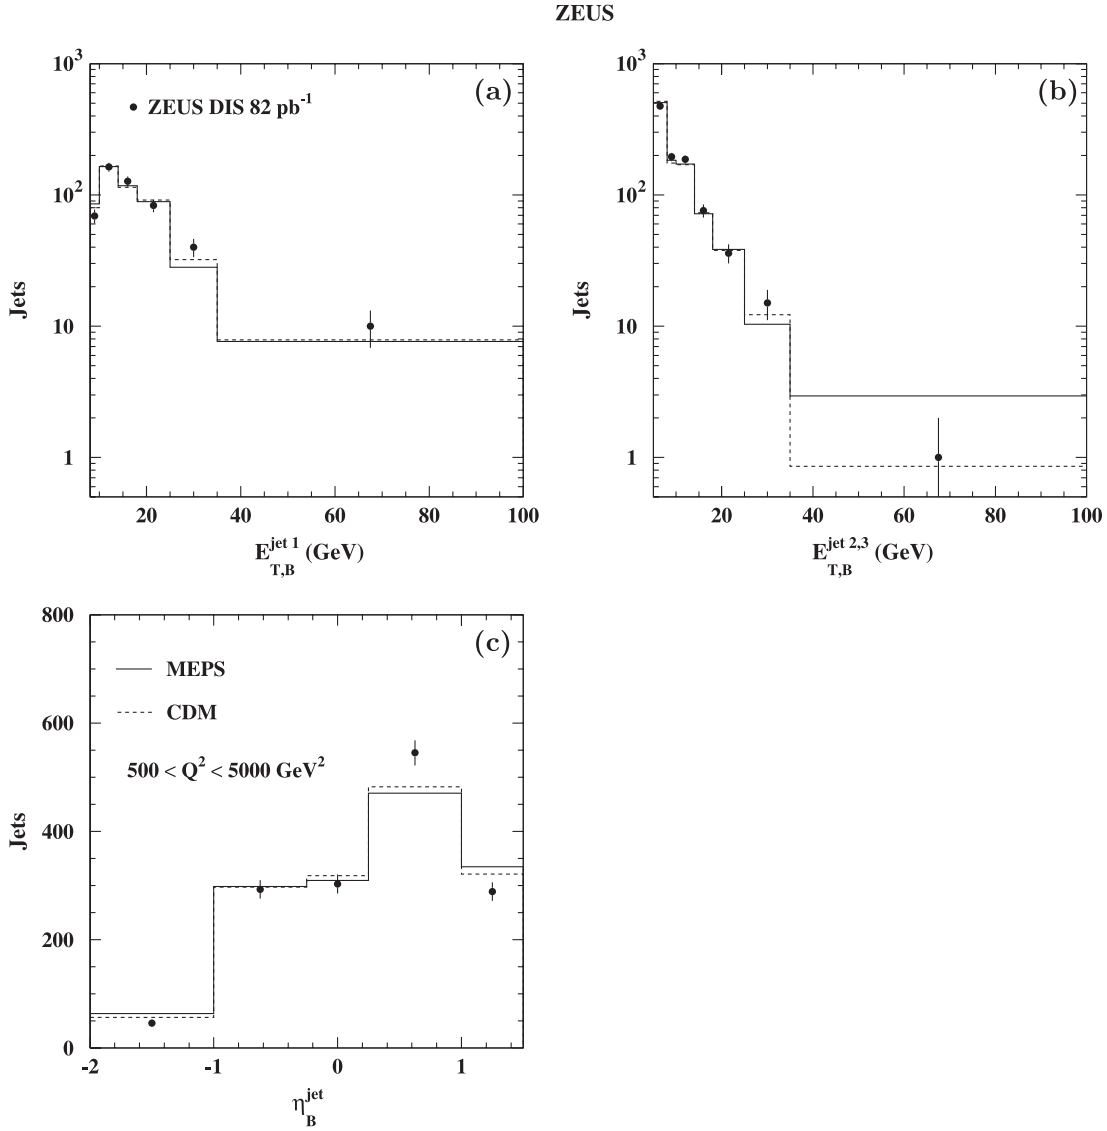 ZEUS
(a)
ZEUS DIS 82 pb⁻¹
10³
10²
10
1
Jets
20 40 60 80 100
E_{T,B}^{jet 1} (GeV)
(b)
10³
10²
10
1
Jets
20 40 60 80 100
E_{T,B}^{jet 2,3} (GeV)
(c)
MEPS
CDM
500 < Q² < 5000 GeV²
800
600
400
200
0
Jets
-2 -1 0 1
η_B^{jet}